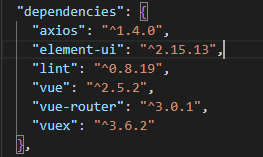 "dependencies": {
"axios": "^1.4.0",
"element-ui": "^2.15.13",
"lint": "^0.8.19",
"vue": "^2.5.2",
"vue-router": "^3.0.1",
"vuex": "^3.6.2"
},